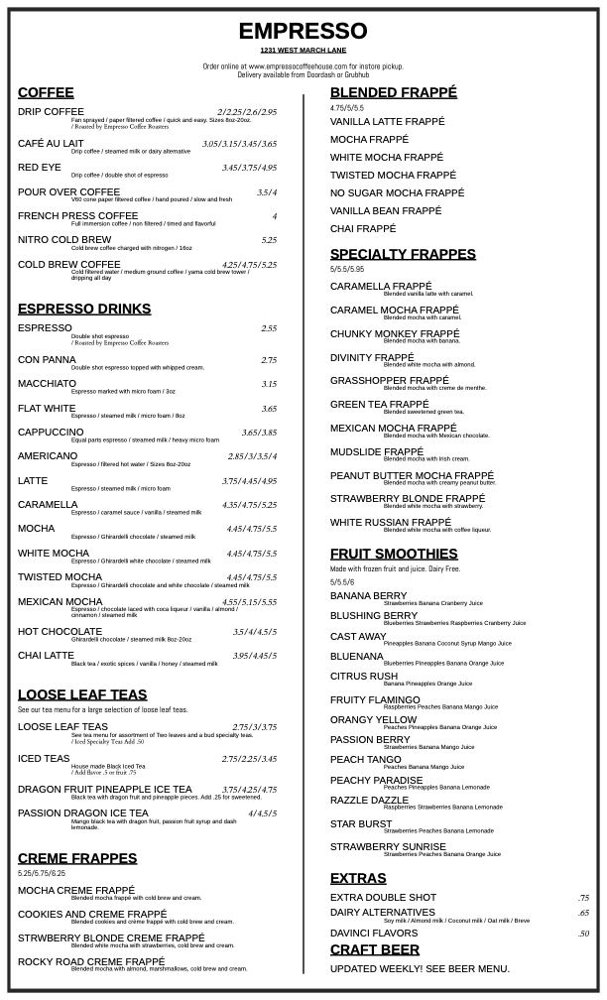 EMPRESSO
1231 WEST MARCH LANE
Order online at www.empressocoffeehouse.com for instore pickup.
Delivery available from Doordash or Grubhub
COFFEE
DRIP COFFEE 2/2.25/2.6/2.95
Fan sprayed / paper filtered coffee / quick and easy. Sizes 8oz-20oz.
/ Roasted by Empresso Coffee Roasters
CAFÉ AU LAIT 3.05/3.15/3.45/3.65
Drip coffee / steamed milk or dairy alternative
RED EYE 3.45/3.75/4.95
Drip coffee / double shot of espresso
POUR OVER COFFEE 3.5/4
V60 cone paper filtered coffee / hand poured / slow and fresh
FRENCH PRESS COFFEE 4
Full immersion coffee / non filtered / timed and flavorful
NITRO COLD BREW 5.25
Cold brew coffee charged with nitrogen / 16oz
COLD BREW COFFEE 4.25/4.75/5.25
Cold filtered water / medium ground coffee / yama cold brew tower /
dripping all day
ESPRESSO DRINKS
ESPRESSO 2.55
Double shot espresso
/ Roasted by Empresso Coffee Roasters
CON PANNA 2.75
Double shot espresso topped with whipped cream.
MACCHIATO 3.15
Espresso marked with micro foam / 3oz
FLAT WHITE 3.65
Espresso / steamed milk / micro foam / 8oz
CAPPUCCINO 3.65/3.85
Equal parts espresso / steamed milk / heavy micro foam
AMERICANO 2.85/3/3.5/4
Espresso / filtered hot water / Sizes 8oz-20oz
LATTE 3.75/4.45/4.95
Espresso / steamed milk / micro foam
CARAMELLA 4.35/4.75/5.25
Espresso / caramel sauce / vanilla / steamed milk
MOCHA 4.45/4.75/5.5
Espresso / Ghirardelli chocolate / steamed milk
WHITE MOCHA 4.45/4.75/5.5
Espresso / Ghirardelli white chocolate / steamed milk
TWISTED MOCHA 4.45/4.75/5.5
Espresso / Ghirardelli chocolate and white chocolate / steamed milk
MEXICAN MOCHA 4.55/5.15/5.55
Espresso / chocolate laced with coca liqueur / vanilla / almond /
cinnamon / steamed milk
HOT CHOCOLATE 3.5/4/4.5/5
Ghirardelli chocolate / steamed milk 8oz-20oz
CHAI LATTE 3.95/4.45/5
Black tea / exotic spices / vanilla / honey / steamed milk
LOOSE LEAF TEAS
See our tea menu for a large selection of loose leaf teas.
LOOSE LEAF TEAS 2.75/3/3.75
See tea menu for assortment of Two leaves and a bud specialty teas.
/ Iced Specialty Teas Add .50
ICED TEAS 2.75/2.25/3.45
House made Black Iced Tea
/ Add flavor .5 or fruit .75
DRAGON FRUIT PINEAPPLE ICE TEA 3.75/4.25/4.75
Black tea with dragon fruit and pineapple pieces. Add .25 for sweetened.
PASSION DRAGON ICE TEA 4/4.5/5
Mango black tea with dragon fruit, passion fruit syrup and dash
lemonade.
CREME FRAPPES
5.25/5.75/6.25
MOCHA CREME FRAPPÉ
Blended mocha frappé with cold brew and cream.
COOKIES AND CREME FRAPPÉ
Blended cookies and crème frappé with cold brew and cream.
STRWBERRY BLONDE CREME FRAPPÉ
Blended white mocha with strawberries, cold brew and cream.
ROCKY ROAD CREME FRAPPÉ
Blended mocha with almond, marshmallows, cold brew and cream.
BLENDED FRAPPÉ
4.75/5/5.5
VANILLA LATTE FRAPPÉ
MOCHA FRAPPÉ
WHITE MOCHA FRAPPÉ
TWISTED MOCHA FRAPPÉ
NO SUGAR MOCHA FRAPPÉ
VANILLA BEAN FRAPPÉ
CHAI FRAPPÉ
SPECIALTY FRAPPES
5/5.5/5.95
CARAMELLA FRAPPÉ
Blended vanilla latte with caramel.
CARAMEL MOCHA FRAPPÉ
Blended mocha with caramel.
CHUNKY MONKEY FRAPPÉ
Blended mocha with banana.
DIVINITY FRAPPÉ
Blended white mocha with almond.
GRASSHOPPER FRAPPÉ
Blended mocha with creme de menthe.
GREEN TEA FRAPPÉ
Blended sweetened green tea.
MEXICAN MOCHA FRAPPÉ
Blended mocha with Mexican chocolate.
MUDSLIDE FRAPPÉ
Blended mocha with Irish cream.
PEANUT BUTTER MOCHA FRAPPÉ
Blended mocha with creamy peanut butter.
STRAWBERRY BLONDE FRAPPÉ
Blended white mocha with strawberry.
WHITE RUSSIAN FRAPPÉ
Blended white mocha with coffee liqueur.
FRUIT SMOOTHIES
Made with frozen fruit and juice. Dairy Free.
5/5.5/6
BANANA BERRY
Strawberries Banana Cranberry Juice
BLUSHING BERRY
Blueberries Strawberries Raspberries Cranberry Juice
CAST AWAY
Pineapples Banana Coconut Syrup Mango Juice
BLUENANA
Blueberries Pineapples Banana Orange Juice
CITRUS RUSH
Banana Pineapples Orange Juice
FRUITY FLAMINGO
Raspberries Peaches Banana Mango Juice
ORANGY YELLOW
Peaches Pineapples Banana Orange Juice
PASSION BERRY
Strawberries Banana Mango Juice
PEACH TANGO
Peaches Banana Mango Juice
PEACHY PARADISE
Peaches Pineapples Banana Lemonade
RAZZLE DAZZLE
Raspberries Strawberries Banana Lemonade
STAR BURST
Strawberries Peaches Banana Lemonade
STRAWBERRY SUNRISE
Strawberries Peaches Banana Orange Juice
EXTRAS
EXTRA DOUBLE SHOT .75
DAIRY ALTERNATIVES .65
Soy milk / Almond milk / Coconut milk / Oat milk / Breve
DAVINCI FLAVORS .50
CRAFT BEER
UPDATED WEEKLY! SEE BEER MENU.